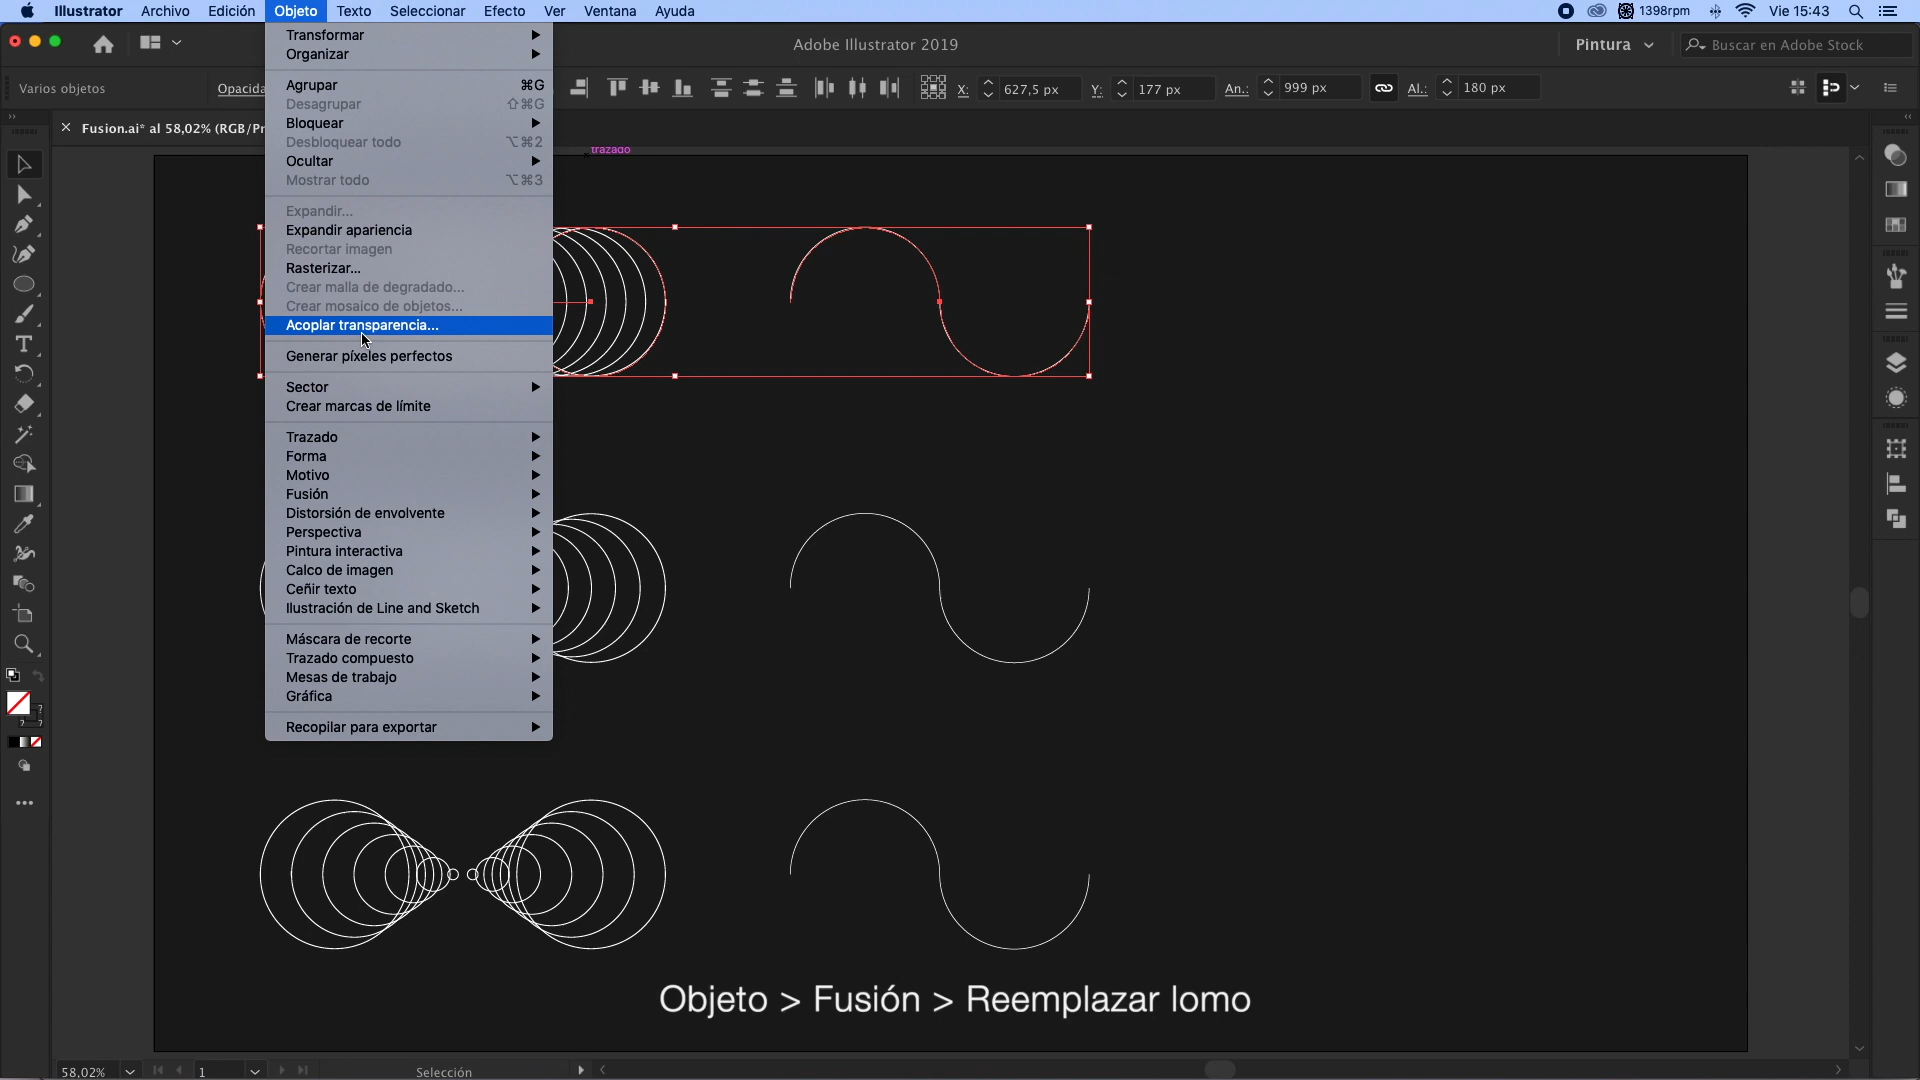 Illustrator Archivo Edición Objeto Texto Seleccionar Efecto Ver Ventana Ayuda 1398rpm Vie 15:43
Adobe Illustrator 2019 Pintura Buscar en Adobe Stock
Varios objetos Opacida X: 627,5 px Y: 177 px An.: 999 px Al.: 180 px
Fusion.ai* al 58,02% (RGB/Pr
trazado
Transformar
Organizar
Agrupar ⌘G
Desagrupar ⇧⌘G
Bloquear
Desbloquear todo ⌥⌘2
Ocultar
Mostrar todo ⌥⌘3
Expandir...
Expandir apariencia
Recortar imagen
Rasterizar...
Crear malla de degradado...
Crear mosaico de objetos...
Acoplar transparencia...
Generar píxeles perfectos
Sector
Crear marcas de límite
Trazado
Forma
Motivo
Fusión
Distorsión de envolvente
Perspectiva
Pintura interactiva
Calco de imagen
Ceñir texto
Ilustración de Line and Sketch
Máscara de recorte
Trazado compuesto
Mesas de trabajo
Gráfica
Recopilar para exportar
Objeto > Fusión > Reemplazar lomo
58,02% 1 Selección